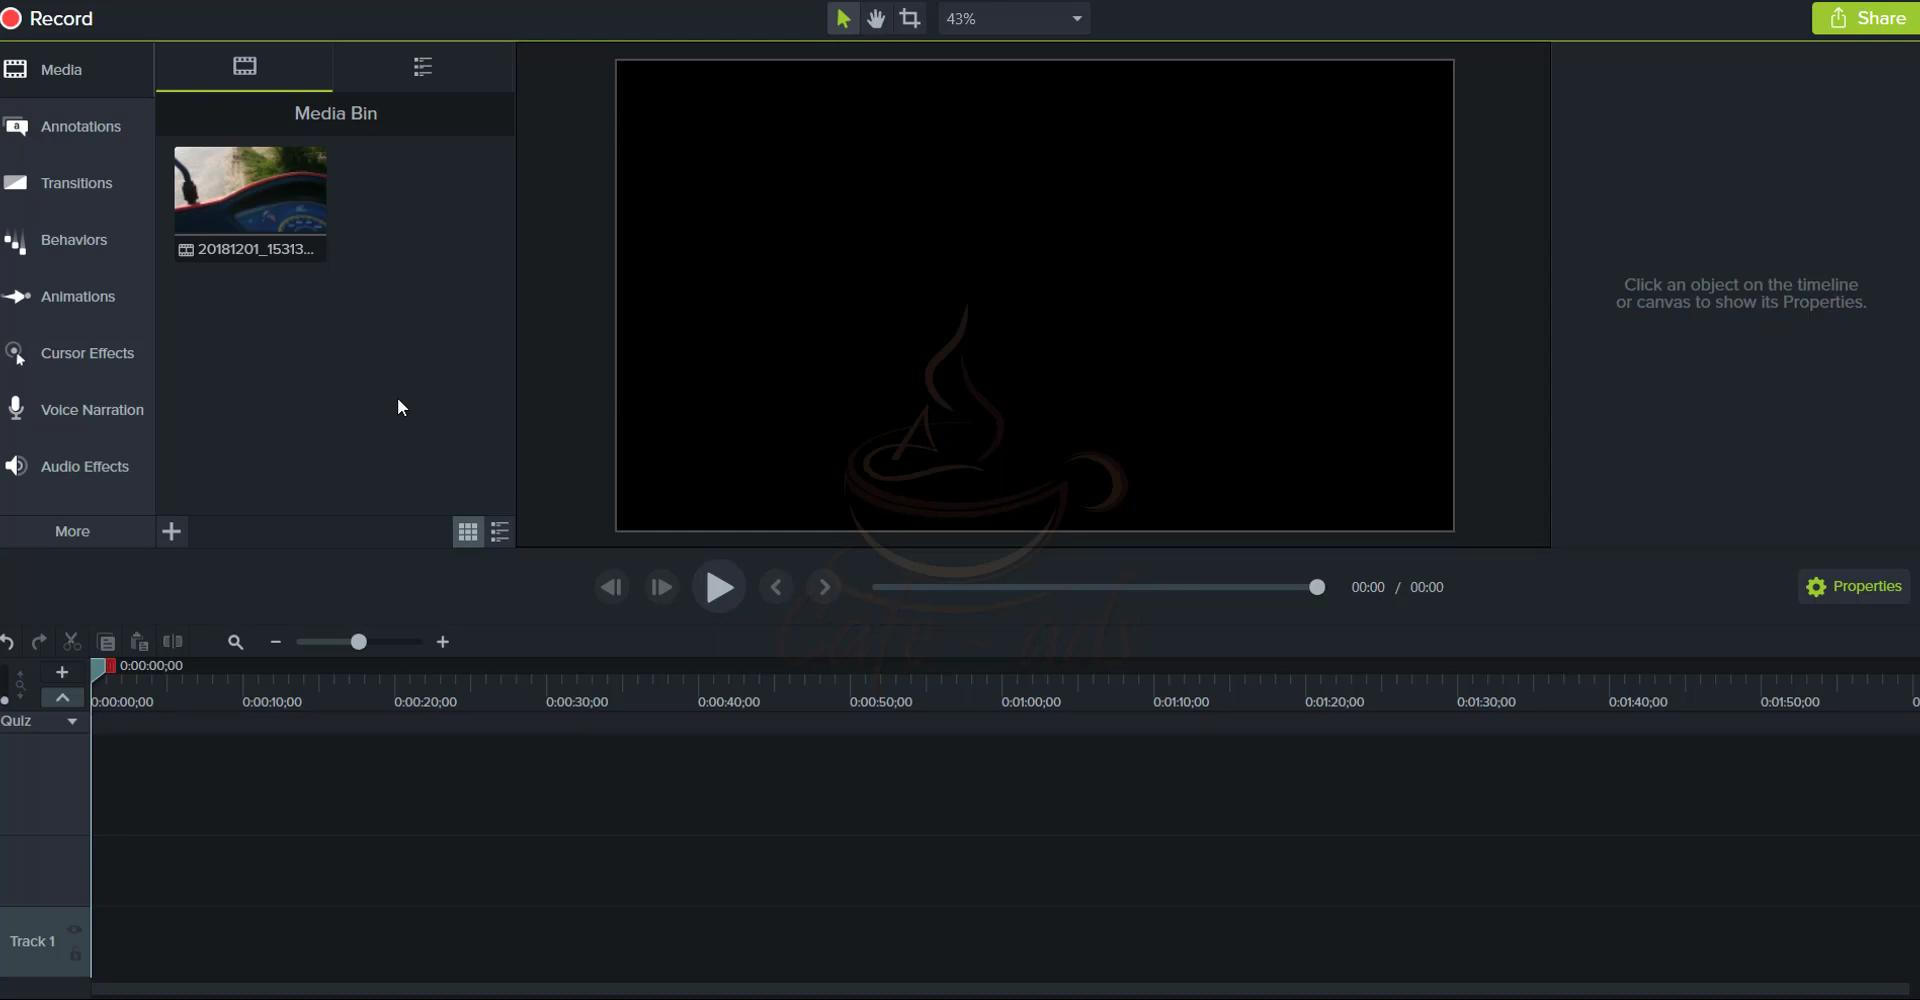 Record
43%
Share
Media
Media Bin
Annotations
Transitions
Behaviors
Animations
Cursor Effects
Voice Narration
Audio Effects
More
20181201_15313...
Click an object on the timeline
or canvas to show its Properties.
00:00 / 00:00
Properties
Cafe - ads
0:00:00;00
0:00:00;00 0:00:10;00 0:00:20;00 0:00:30;00 0:00:40;00 0:00:50;00 0:01:00;00 0:01:10;00 0:01:20;00 0:01:30;00 0:01:40;00 0:01:50;00
Quiz
Track 1